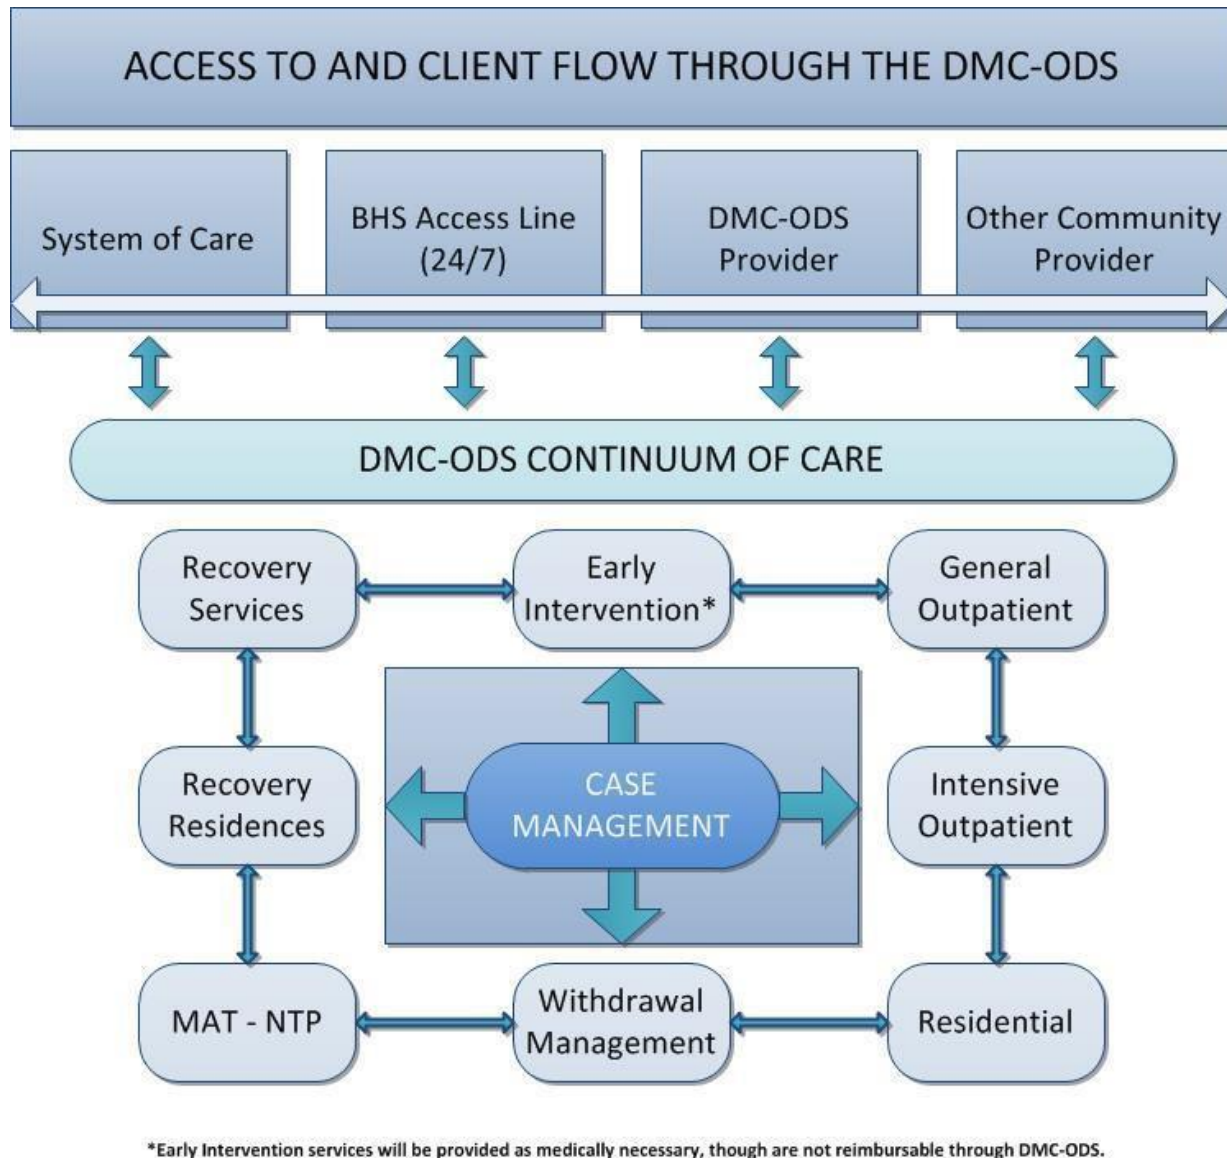 ACCESS TO AND CLIENT FLOW THROUGH THE DMC-ODS
System of Care
BHS Access Line
(24/7)
DMC-ODS
Provider
Other Community
Provider
DMC-ODS CONTINUUM OF CARE
Recovery
Services
Early
Intervention*
General
Outpatient
Recovery
Residences
CASE
MANAGEMENT
Intensive
Outpatient
MAT - NTP
Withdrawal
Management
Residential
*Early Intervention services will be provided as medically necessary, though are not reimbursable through DMC-ODS.